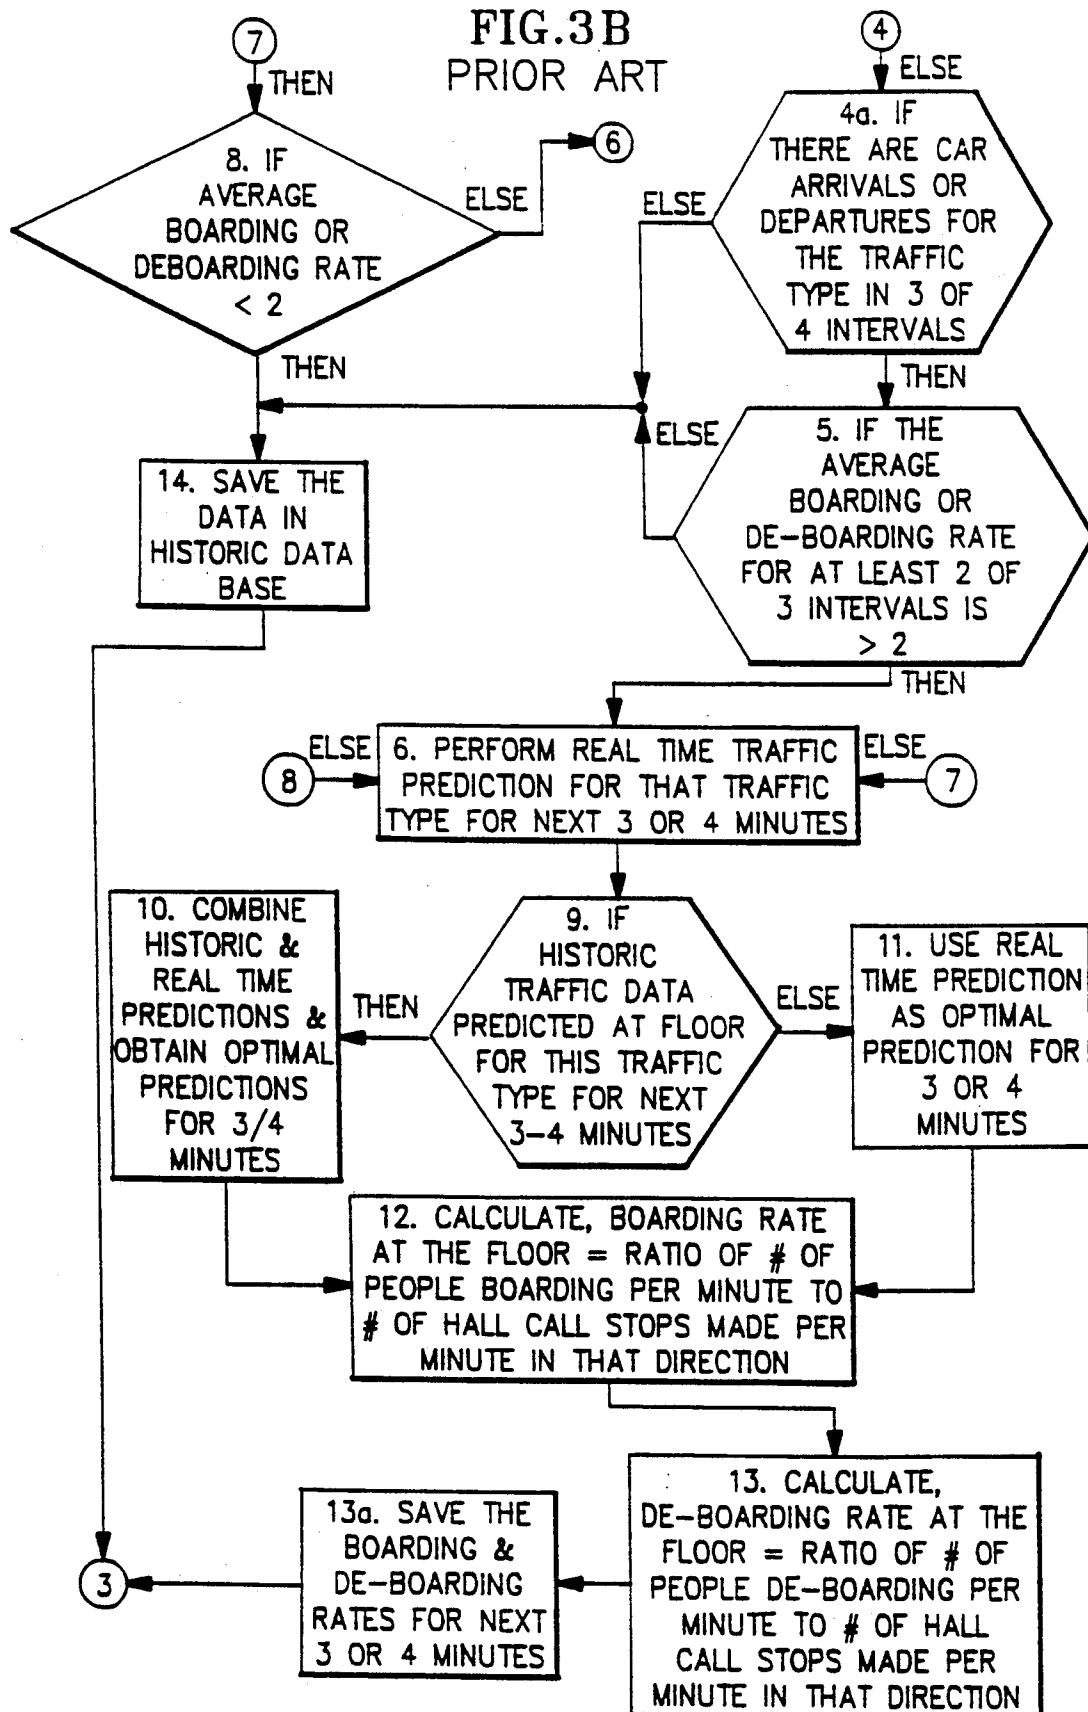 FIG.3B
PRIOR ART
7
THEN
8. IF
AVERAGE
BOARDING OR
DEBOARDING RATE
< 2
ELSE
6
THEN
4
ELSE
4a. IF
THERE ARE CAR
ARRIVALS OR
DEPARTURES FOR
THE TRAFFIC
TYPE IN 3 OF
4 INTERVALS
ELSE
THEN
5. IF THE
AVERAGE
BOARDING OR
DE-BOARDING RATE
FOR AT LEAST 2 OF
3 INTERVALS IS
> 2
ELSE
THEN
14. SAVE THE
DATA IN
HISTORIC DATA
BASE
ELSE
8
6. PERFORM REAL TIME TRAFFIC
PREDICTION FOR THAT TRAFFIC
TYPE FOR NEXT 3 OR 4 MINUTES
ELSE
7
9. IF
HISTORIC
TRAFFIC DATA
PREDICTED AT FLOOR
FOR THIS TRAFFIC
TYPE FOR NEXT
3-4 MINUTES
THEN
ELSE
10. COMBINE
HISTORIC &
REAL TIME
PREDICTIONS &
OBTAIN OPTIMAL
PREDICTIONS
FOR 3/4
MINUTES
11. USE REAL
TIME PREDICTION
AS OPTIMAL
PREDICTION FOR
3 OR 4
MINUTES
12. CALCULATE, BOARDING RATE
AT THE FLOOR = RATIO OF # OF
PEOPLE BOARDING PER MINUTE TO
# OF HALL CALL STOPS MADE PER
MINUTE IN THAT DIRECTION
13. CALCULATE,
DE-BOARDING RATE AT THE
FLOOR = RATIO OF # OF
PEOPLE DE-BOARDING PER
MINUTE TO # OF HALL
CALL STOPS MADE PER
MINUTE IN THAT DIRECTION
13a. SAVE THE
BOARDING &
DE-BOARDING
RATES FOR NEXT
3 OR 4 MINUTES
3